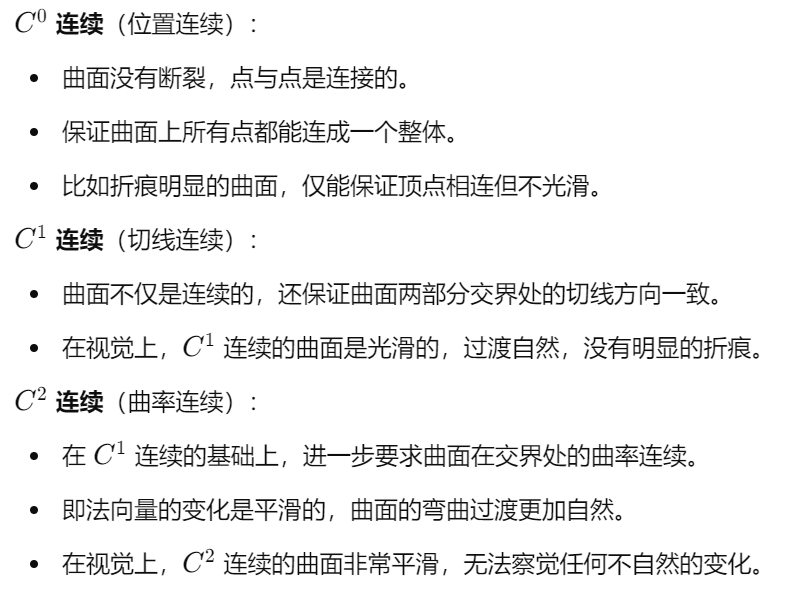 C⁰ 连续（位置连续）：
• 曲面没有断裂，点与点是连接的。
• 保证曲面上所有点都能连成一个整体。
• 比如折痕明显的曲面，仅能保证顶点相连但不光滑。
C¹ 连续（切线连续）：
• 曲面不仅是连续的，还保证曲面两部分交界处的切线方向一致。
• 在视觉上，C¹ 连续的曲面是光滑的，过渡自然，没有明显的折痕。
C² 连续（曲率连续）：
• 在 C¹ 连续的基础上，进一步要求曲面在交界处的曲率连续。
• 即法向量的变化是平滑的，曲面的弯曲过渡更加自然。
• 在视觉上，C² 连续的曲面非常平滑，无法察觉任何不自然的变化。